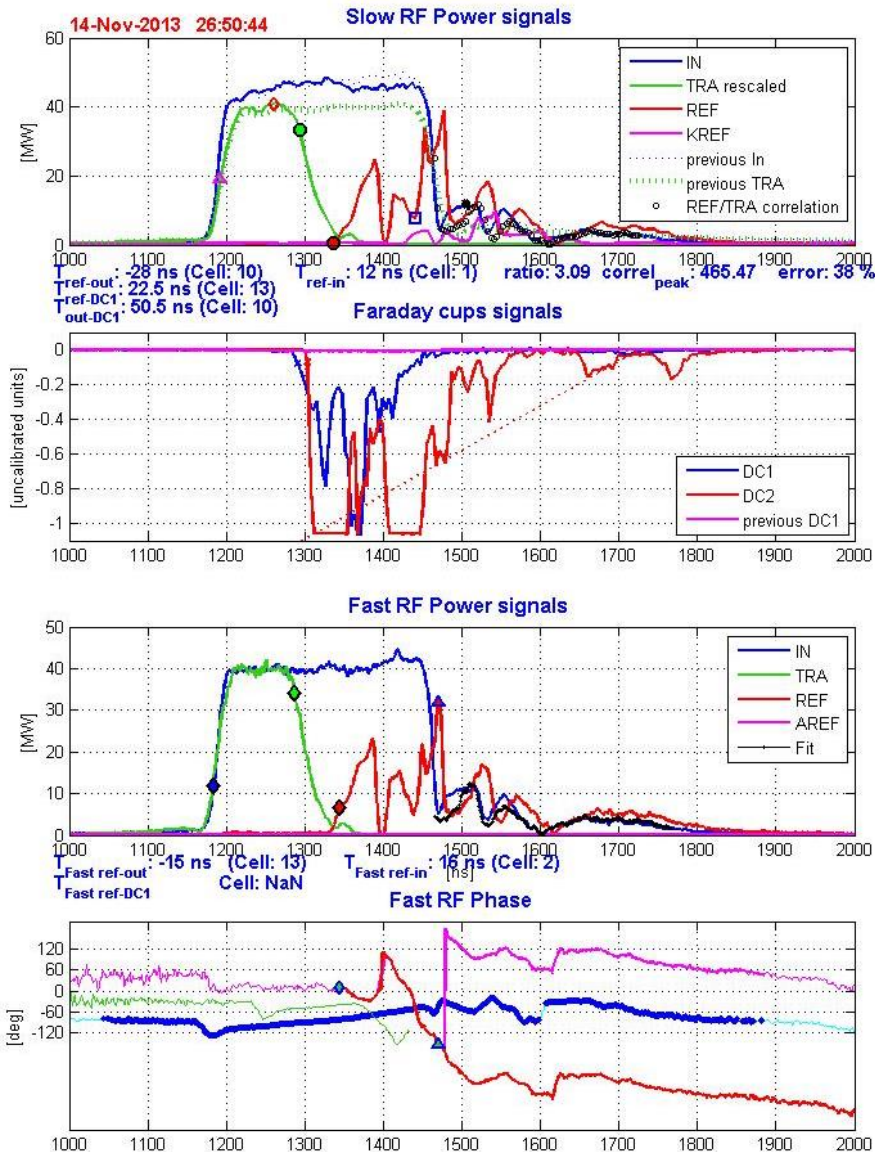 Slow RF Power signals
14-Nov-2013 26:50:44
60
40
20
0
[MW]
IN
TRA rescaled
REF
KREF
previous In
previous TRA
REF/TRA correlation
1000 1100 1200 1300 1400 1500 1600 1700 1800 1900 2000
T ref-out : -28 ns (Cell: 10) T ref-in : 12 ns (Cell: 1) ratio: 3.09 correl peak : 465.47 error: 38 %
T ref-DC1 : 22.5 ns (Cell: 13)
T out-DC1 : 50.5 ns (Cell: 10)
Faraday cups signals
0
-0.2
-0.4
-0.6
-0.8
-1
[uncalibrated units]
DC1
DC2
previous DC1
1000 1100 1200 1300 1400 1500 1600 1700 1800 1900 2000
Fast RF Power signals
50
40
30
20
10
0
[MW]
IN
TRA
REF
AREF
Fit
1000 1100 1200 1300 1400 1500 1600 1700 1800 1900 2000
[ns]
T Fast ref-out : -15 ns (Cell: 13) T Fast ref-in : 16 ns (Cell: 2)
T Fast ref-DC1 Cell: NaN
Fast RF Phase
120
60
0
-60
-120
[deg]
1000 1100 1200 1300 1400 1500 1600 1700 1800 1900 2000